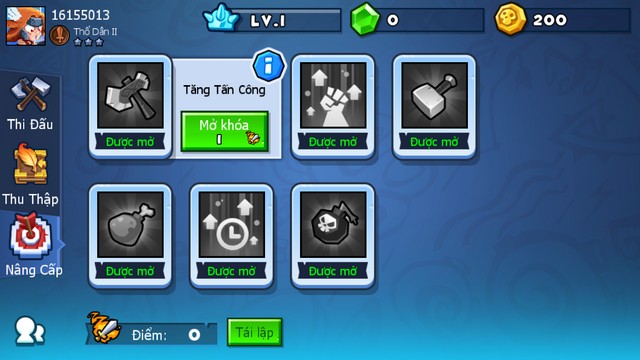 16155013
Thổ Dân II
LV.1
0
200
Thi Đấu
Thu Thập
Nâng Cấp
Được mở
Tăng Tấn Công
Mở khóa
1
i
Được mở
Được mở
Được mở
Được mở
Được mở
Điểm: 0
Tái lập